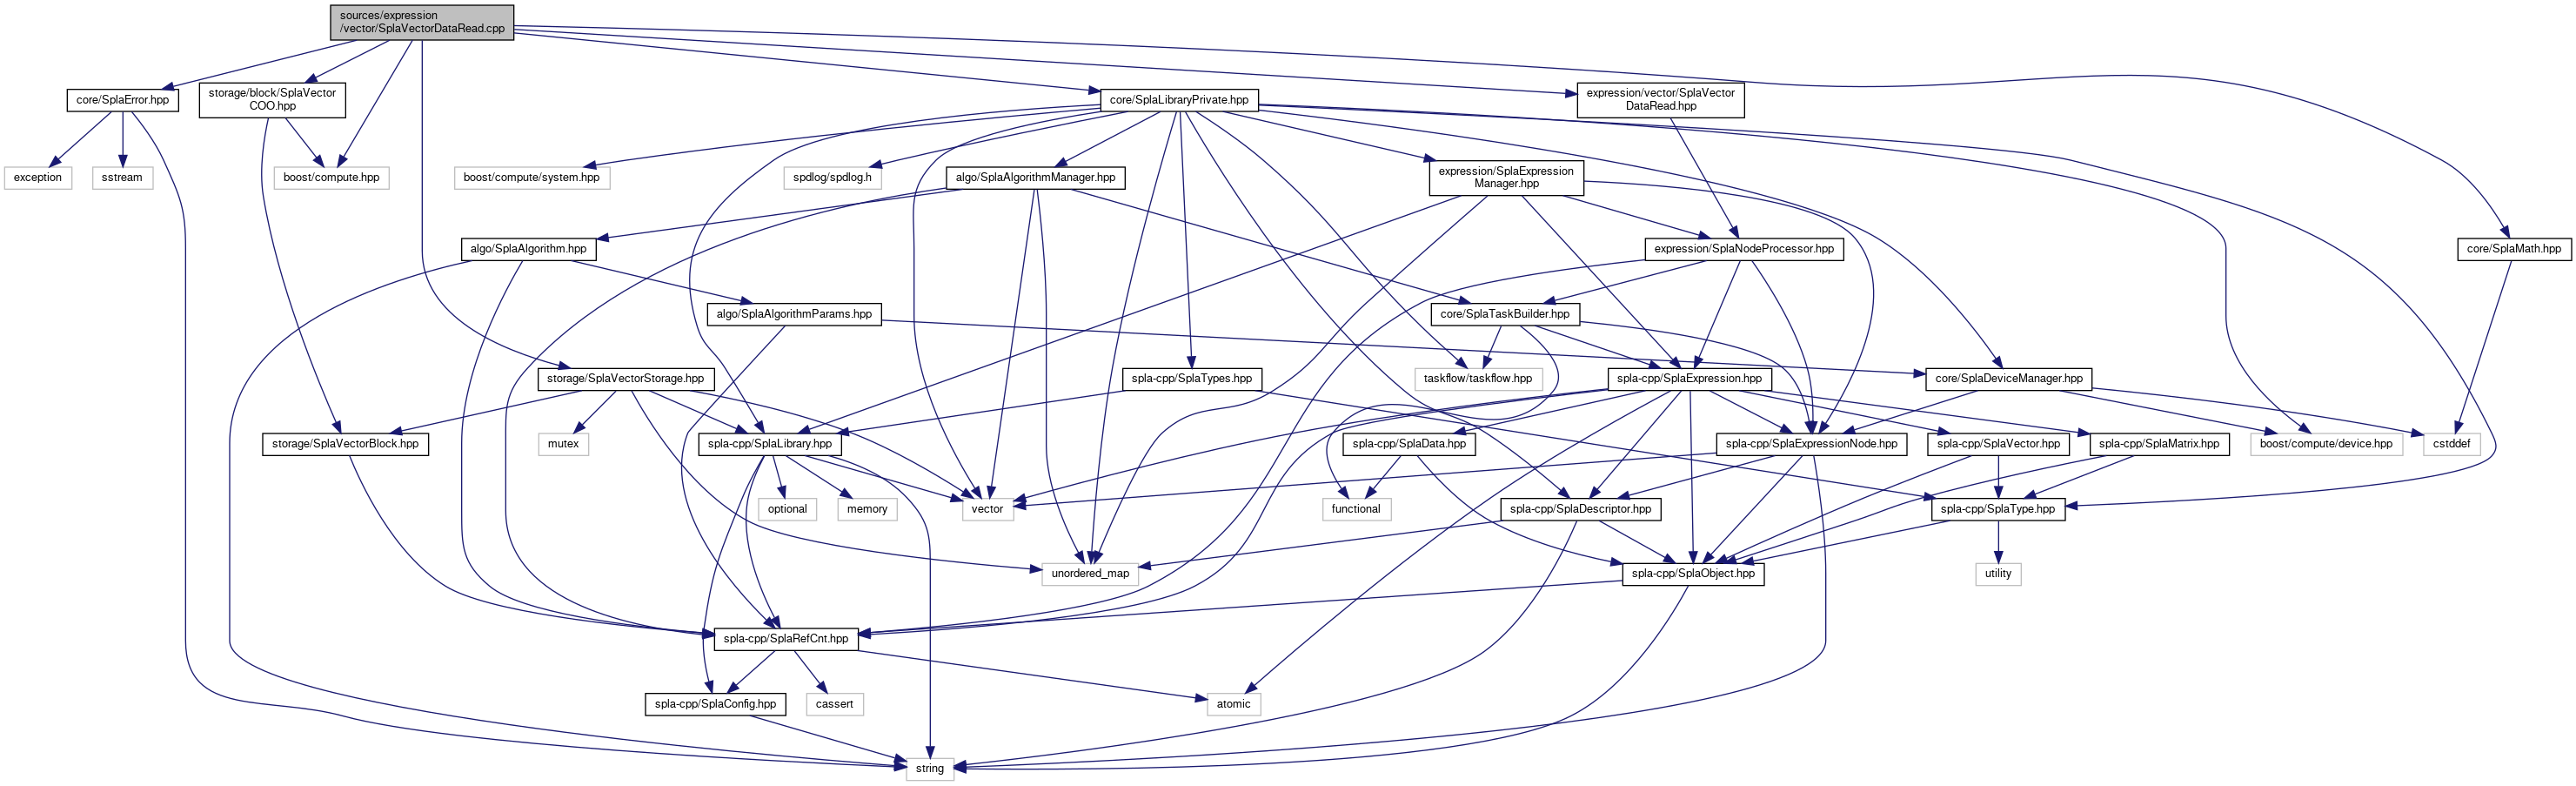 sources/expression
/vector/SplaVectorDataRead.cpp
core/SplaError.hpp
storage/block/SplaVector
COO.hpp
core/SplaLibraryPrivate.hpp
expression/vector/SplaVector
DataRead.hpp
exception
sstream
boost/compute.hpp
boost/compute/system.hpp
spdlog/spdlog.h
algo/SplaAlgorithmManager.hpp
expression/SplaExpression
Manager.hpp
algo/SplaAlgorithm.hpp
expression/SplaNodeProcessor.hpp
core/SplaMath.hpp
algo/SplaAlgorithmParams.hpp
core/SplaTaskBuilder.hpp
storage/SplaVectorStorage.hpp
spla-cpp/SplaTypes.hpp
taskflow/taskflow.hpp
spla-cpp/SplaExpression.hpp
core/SplaDeviceManager.hpp
storage/SplaVectorBlock.hpp
mutex
spla-cpp/SplaLibrary.hpp
spla-cpp/SplaData.hpp
spla-cpp/SplaExpressionNode.hpp
spla-cpp/SplaVector.hpp
spla-cpp/SplaMatrix.hpp
boost/compute/device.hpp
cstddef
optional
memory
vector
functional
spla-cpp/SplaDescriptor.hpp
spla-cpp/SplaType.hpp
unordered_map
spla-cpp/SplaObject.hpp
utility
spla-cpp/SplaRefCnt.hpp
spla-cpp/SplaConfig.hpp
cassert
atomic
string